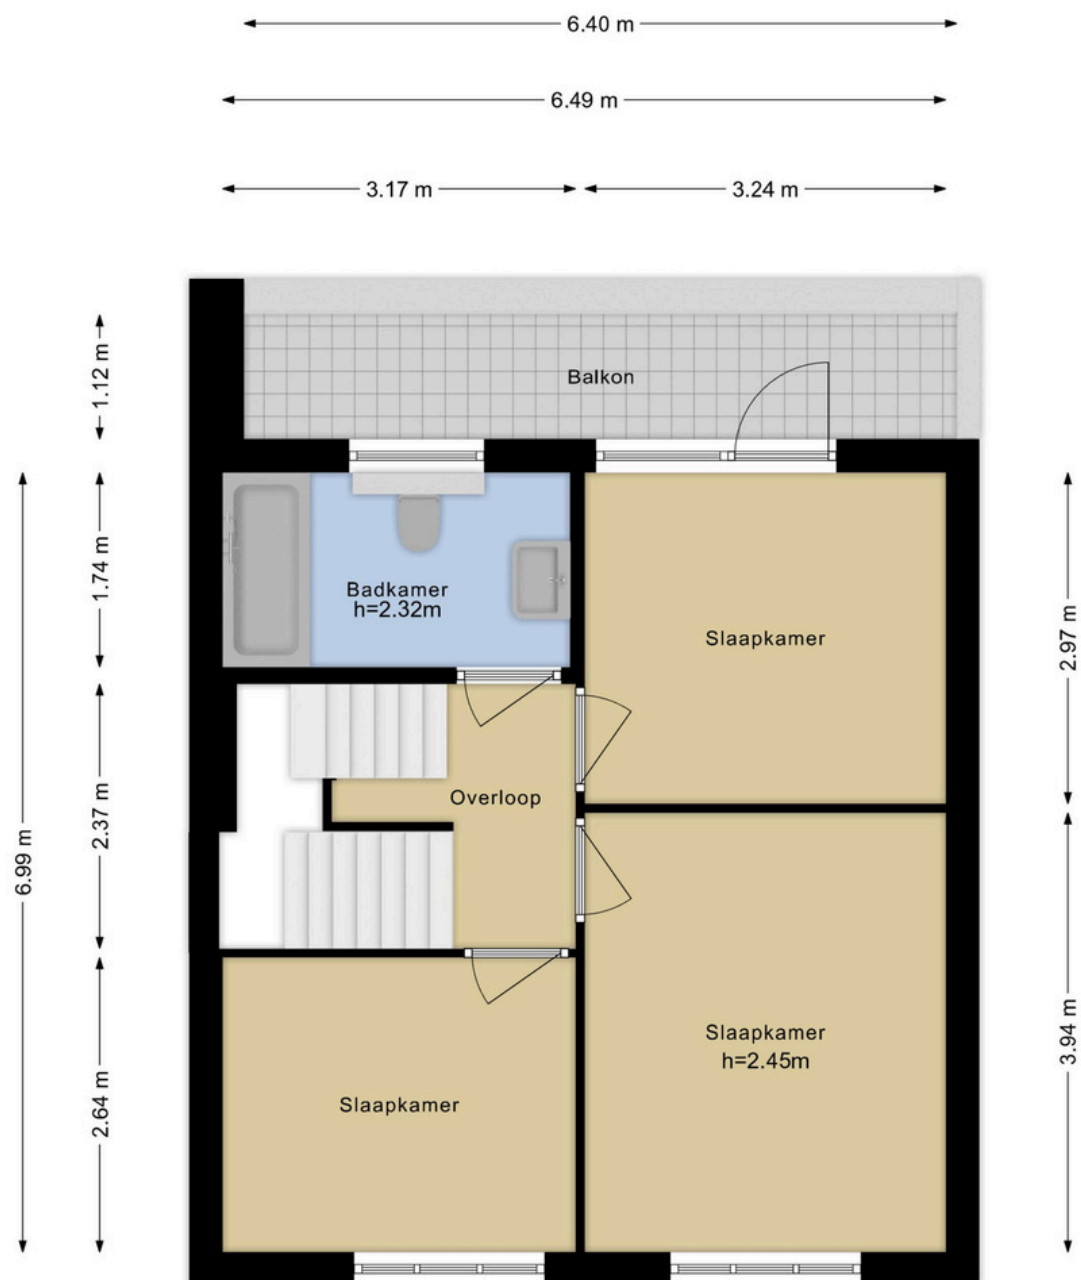 6.40 m
6.49 m
3.17 m
3.24 m
1.12 m
Balkon
1.74 m
Badkamer
h=2.32m
Slaapkamer
2.97 m
Overloop
2.37 m
6.99 m
Slaapkamer
h=2.45m
3.94 m
Slaapkamer
2.64 m